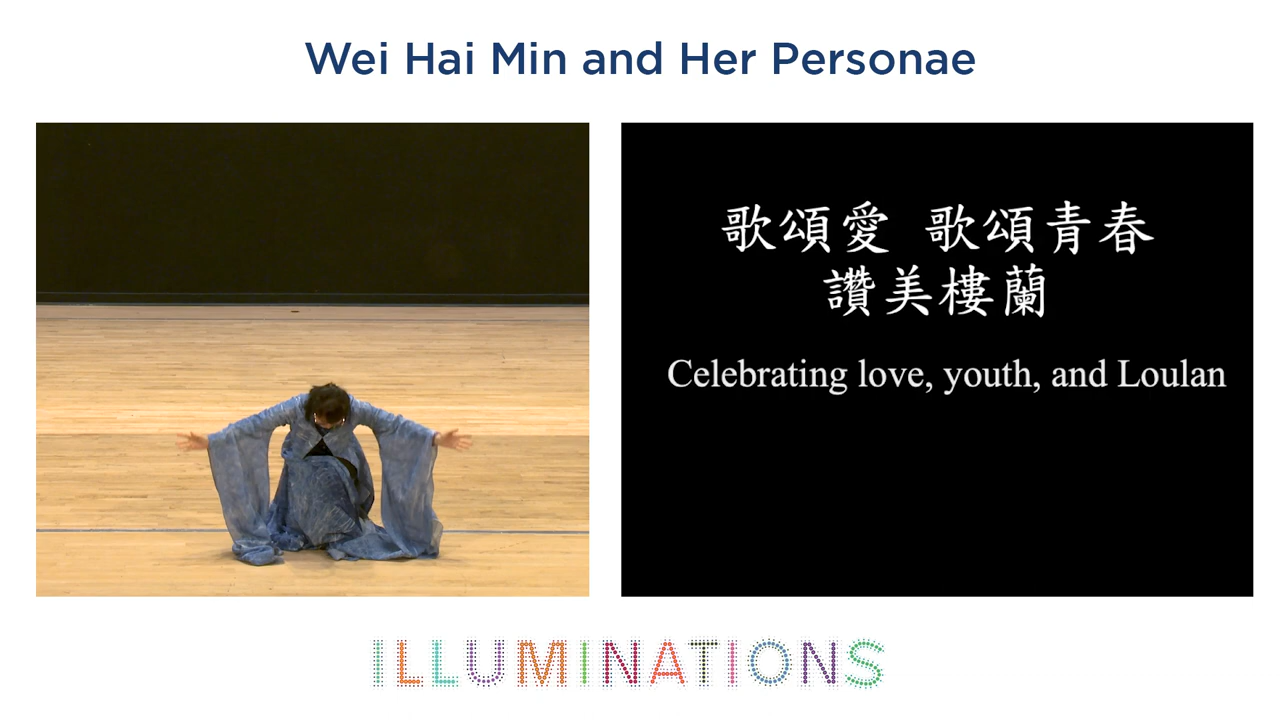 Wei Hai Min and Her Personae
歌頌愛 歌頌青春
讚美樓蘭
Celebrating love, youth, and Loulan
ILLUMINATIONS